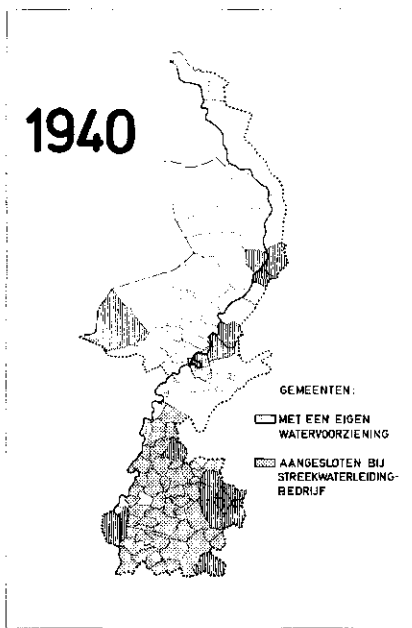 1940
GEMEENTEN:
MET EEN EIGEN
WATERVOORZIENING
AANGESLOTEN BIJ
STREEKWATERLEIDING-
BEDRIJF